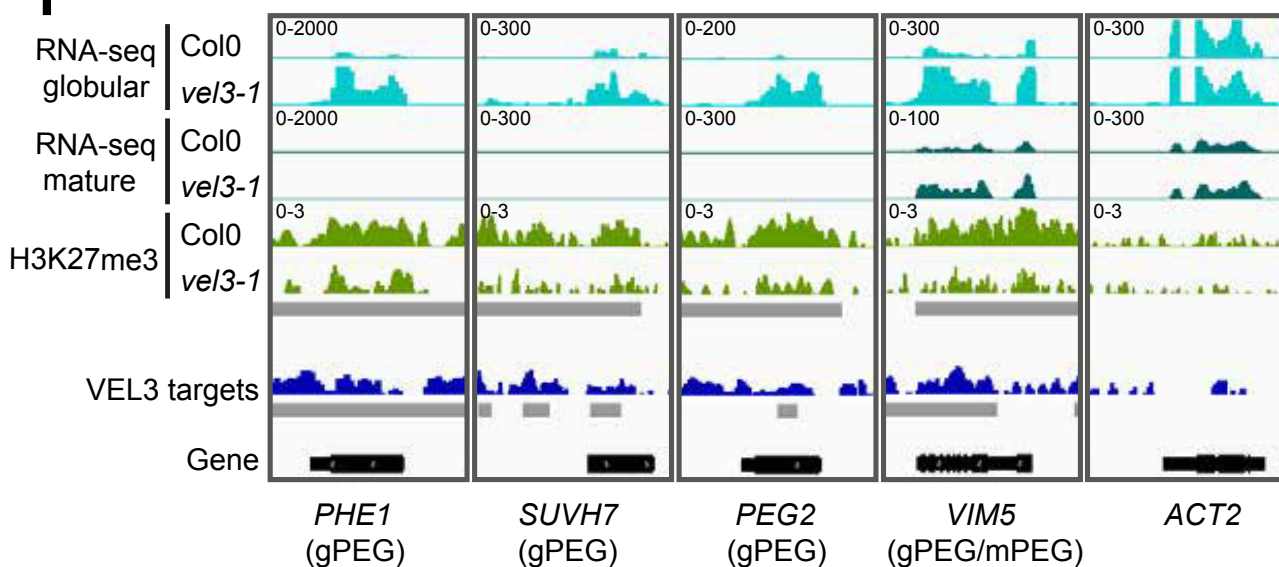 0-2000 0-300 0-200 0-300 0-300
RNA-seq globular Col0
vel3-1
0-2000 0-300 0-300 0-100 0-300
RNA-seq mature Col0
vel3-1
0-3 0-3 0-3 0-3 0-3
H3K27me3 Col0
vel3-1
VEL3 targets
Gene
PHE1 SUVH7 PEG2 VIM5 ACT2
(gPEG) (gPEG) (gPEG) (gPEG/mPEG)